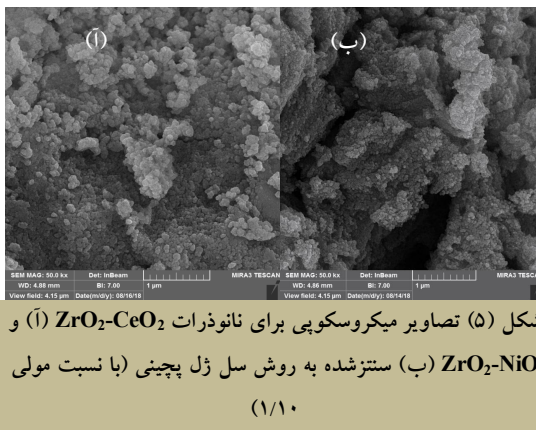 (آ)
(ب)
SEM MAG: 50.0 kx Det: InBeam
WD: 4.88 mm BI: 7.00 1 µm MIRA3 TESCAN
View field: 4.15 µm Date(m/d/y): 08/16/18
SEM MAG: 50.0 kx Det: InBeam
WD: 4.86 mm BI: 7.00 1 µm MIRA3 TESCA
View field: 4.15 µm Date(m/d/y): 08/14/18
شکل (۵) تصاویر میکروسکوپی برای نانوذرات ZrO2-CeO2 (آ) و
ZrO2-NiO (ب) سنتزشده به روش سل ژل پچینی (با نسبت مولی
۱/۱۰)